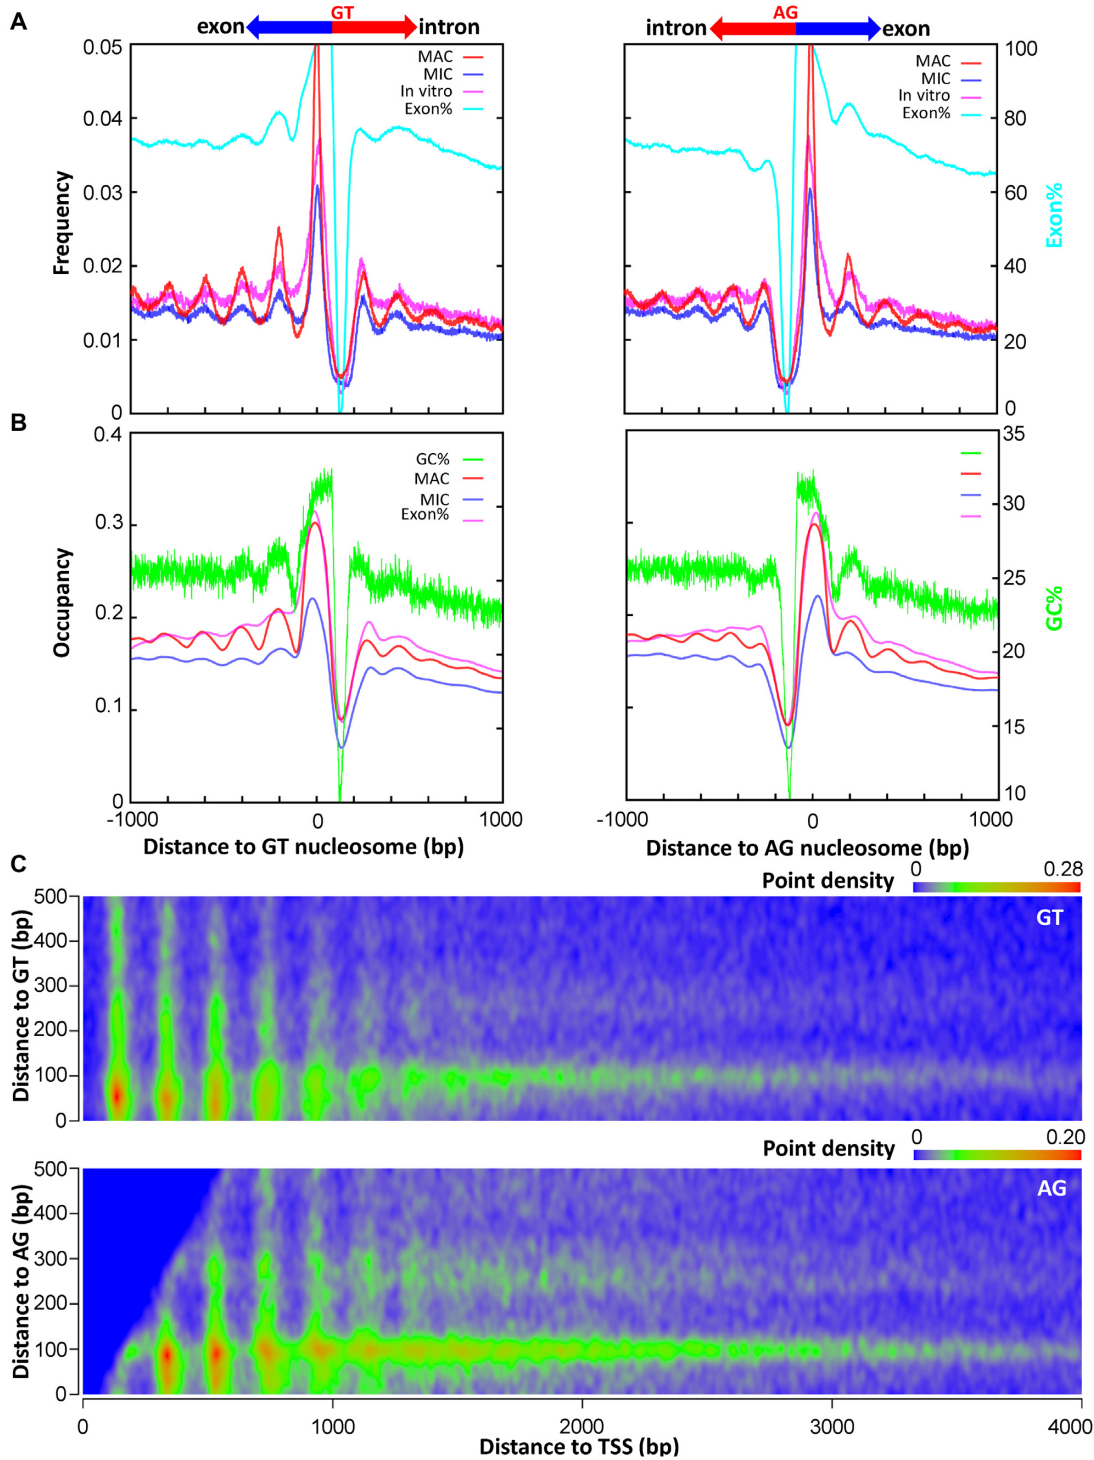 A
exon
GT
intron
intron
AG
exon
0.05
0.04
0.03
0.02
0.01
0
Frequency
MAC
MIC
In vitro
Exon%
MAC
MIC
In vitro
Exon%
100
80
60
40
20
0
Exon%
B
0.4
0.3
0.2
0.1
0
Occupancy
GC%
MAC
MIC
Exon%
35
30
25
20
15
10
GC%
-1000
0
1000
-1000
0
1000
Distance to GT nucleosome (bp)
Distance to AG nucleosome (bp)
C
Point density
0
0.28
GT
500
400
300
200
100
0
Distance to GT (bp)
Point density
0
0.20
AG
500
400
300
200
100
0
Distance to AG (bp)
0
1000
2000
3000
4000
Distance to TSS (bp)